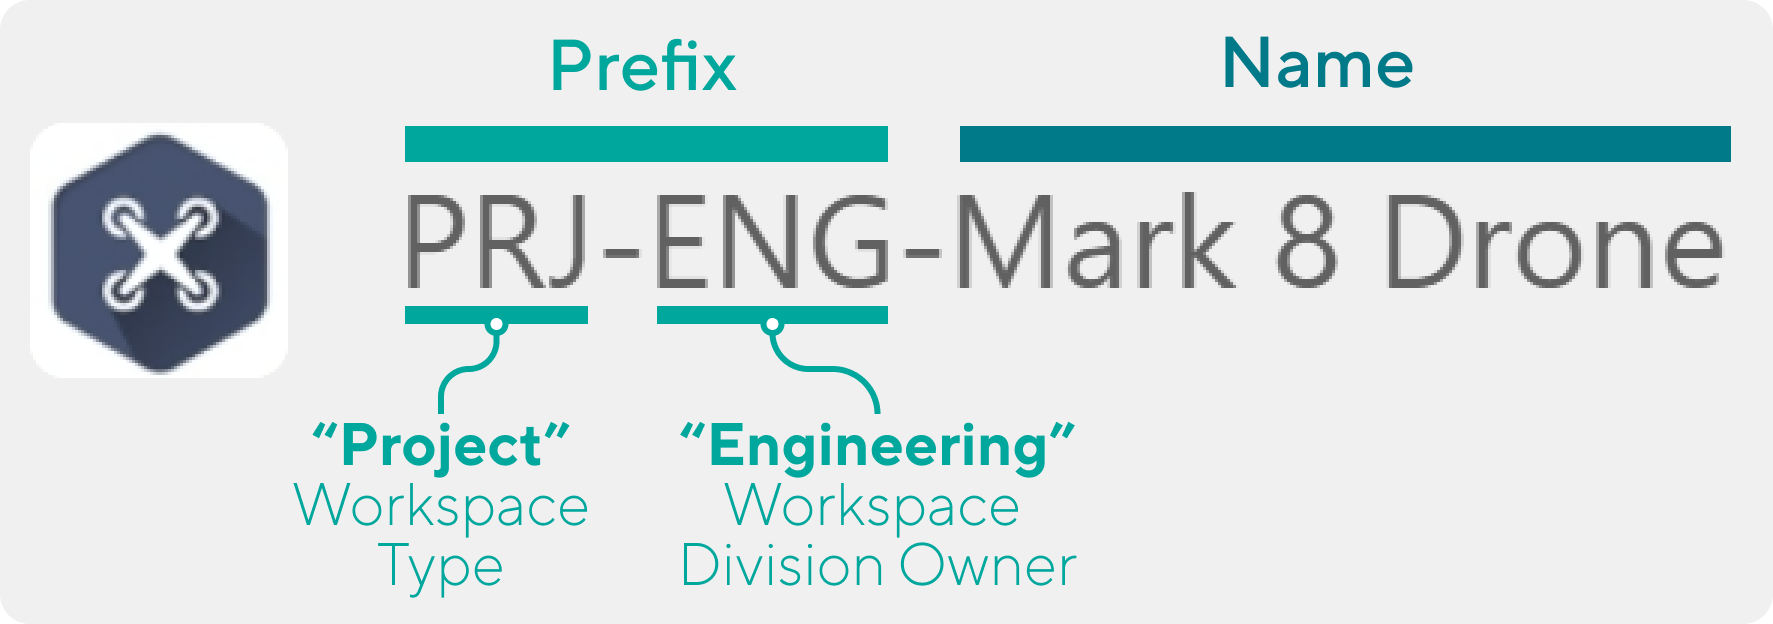 Prefix
Name
PRJ-ENG-Mark 8 Drone
“Project”
Workspace
Type
“Engineering”
Workspace
Division Owner